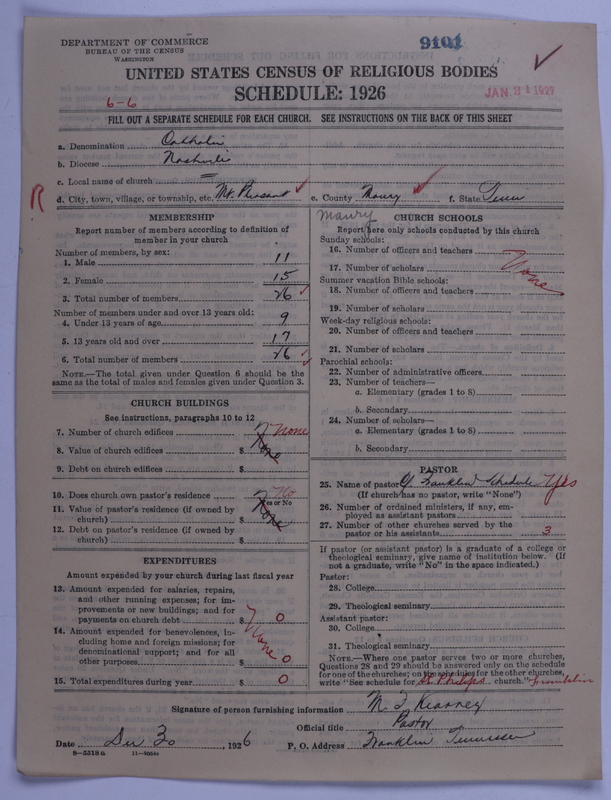 DEPARTMENT OF COMMERCE
BUREAU OF THE CENSUS
WASHINGTON
9101
UNITED STATES CENSUS OF RELIGIOUS BODIES
SCHEDULE: 1926
JAN 31 1927
6-6
FILL OUT A SEPARATE SCHEDULE FOR EACH CHURCH. SEE INSTRUCTIONS ON THE BACK OF THIS SHEET
a. Denomination Catholic
b. Diocese Nashville
c. Local name of church
R d. City, town, village, or township, etc. Mt. Pleasant e. County Maury f. State Tenn
MEMBERSHIP
Report number of members according to definition of
member in your church
Number of members, by sex:
1. Male 11
2. Female 15
3. Total number of members 26
Number of members under and over 13 years old:
4. Under 13 years of age 9
5. 13 years old and over 17
6. Total number of members 26
NOTE.—The total given under Question 6 should be the
same as the total of males and females given under Question 3.
CHURCH BUILDINGS
See instructions, paragraphs 10 to 12
7. Number of church edifices None
8. Value of church edifices $ None
9. Debt on church edifices $
10. Does church own pastor's residence No
Yes or No
11. Value of pastor's residence (if owned by
church) $ None
12. Debt on pastor's residence (if owned by
church) $
EXPENDITURES
Amount expended by your church during last fiscal year
13. Amount expended for salaries, repairs,
and other running expenses; for im-
provements or new buildings; and for
payments on church debt $ 0
14. Amount expended for benevolences, in-
cluding home and foreign missions; for
denominational support; and for all
other purposes $ None 0
15. Total expenditures during year $ 0
Maury
CHURCH SCHOOLS
Report here only schools conducted by this church
Sunday schools:
16. Number of officers and teachers
17. Number of scholars None
Summer vacation Bible schools:
18. Number of officers and teachers
19. Number of scholars
Week-day religious schools:
20. Number of officers and teachers
21. Number of scholars
Parochial schools:
22. Number of administrative officers
23. Number of teachers—
a. Elementary (grades 1 to 8)
b. Secondary
24. Number of scholars—
a. Elementary (grades 1 to 8)
b. Secondary
PASTOR
25. Name of pastor Franklin Schedule Yes
(If church has no pastor, write "None")
26. Number of ordained ministers, if any, em-
ployed as assistant pastors
27. Number of other churches served by the
pastor or his assistants 3
If pastor (or assistant pastor) is a graduate of a college or
theological seminary, give name of institution below. (If
not a graduate, write "No" in the space indicated.)
Pastor:
28. College
29. Theological seminary
Assistant pastor:
30. College
31. Theological seminary
NOTE.—Where one pastor serves two or more churches,
Questions 28 and 29 should be answered only on the schedule
for one of the churches; on the schedules for the other churches,
write "See schedule for St Philips church." Franklin
Signature of person furnishing information M. T. Kearney
Official title Pastor
Date 30, 1926 P. O. Address Franklin Tennessee